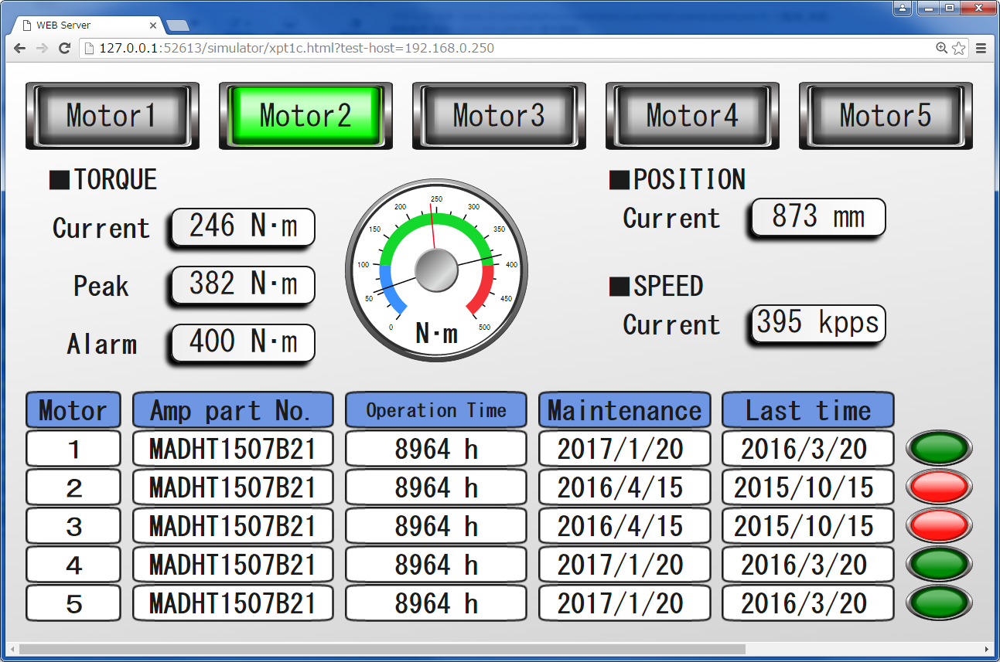 WEB Server
127.0.0.1:52613/simulator/xpt1c.html?test-host=192.168.0.250
Motor1 Motor2 Motor3 Motor4 Motor5
■TORQUE
Current 246 N·m
Peak 382 N·m
Alarm 400 N·m
0 50 100 150 200 250 300 350 400 450 500
N·m
■POSITION
Current 873 mm
■SPEED
Current 395 kpps
Motor Amp part No. Operation Time Maintenance Last time
1 MADHT1507B21 8964 h 2017/1/20 2016/3/20
2 MADHT1507B21 8964 h 2016/4/15 2015/10/15
3 MADHT1507B21 8964 h 2016/4/15 2015/10/15
4 MADHT1507B21 8964 h 2017/1/20 2016/3/20
5 MADHT1507B21 8964 h 2017/1/20 2016/3/20